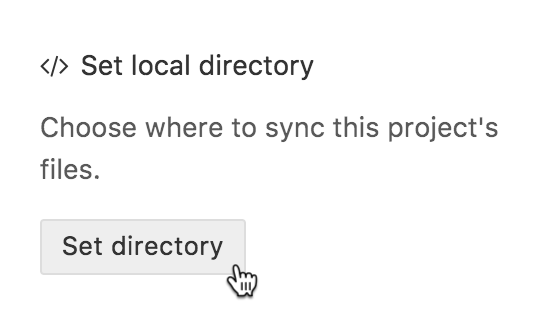 </> Set local directory
Choose where to sync this project's
files.
Set directory